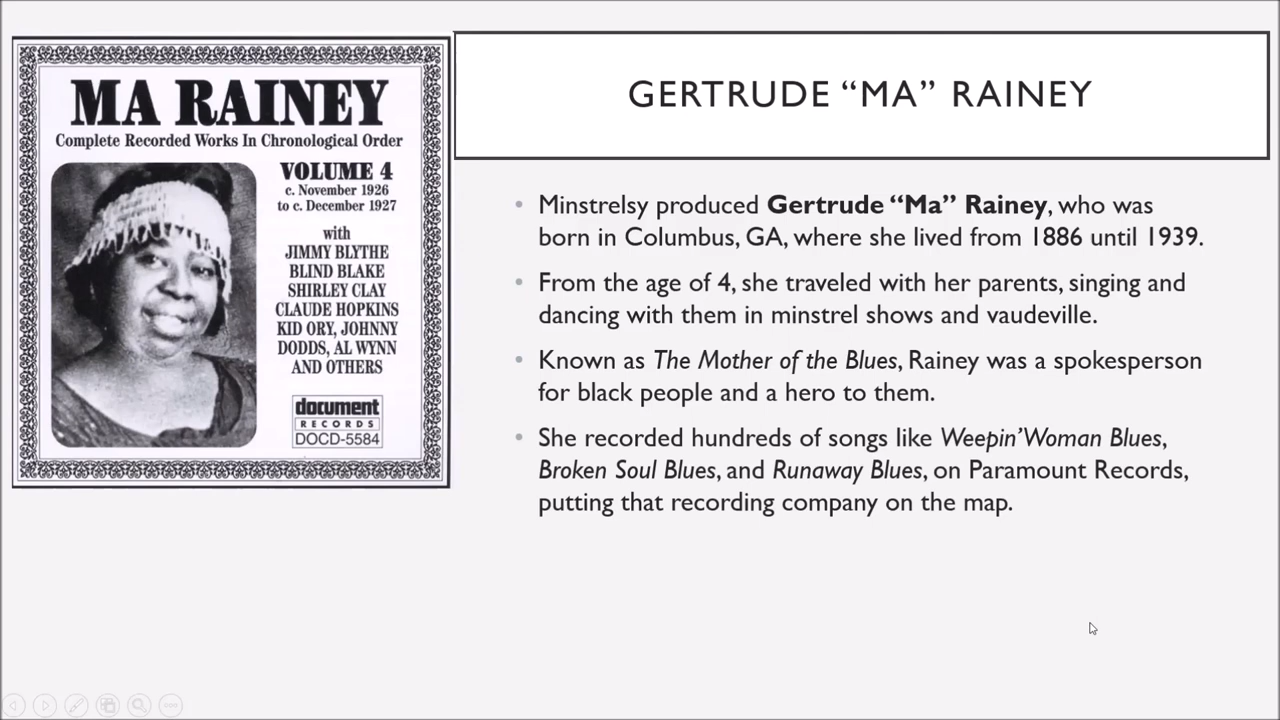 MA RAINEY
Complete Recorded Works In Chronological Order
VOLUME 4
c. November 1926
to c. December 1927
with
JIMMY BLYTHE
BLIND BLAKE
SHIRLEY CLAY
CLAUDE HOPKINS
KID ORY, JOHNNY
DODDS, AL WYNN
AND OTHERS
document
RECORDS
DOCD-5584
GERTRUDE “MA” RAINEY
• Minstrelsy produced Gertrude “Ma” Rainey, who was
born in Columbus, GA, where she lived from 1886 until 1939.
• From the age of 4, she traveled with her parents, singing and
dancing with them in minstrel shows and vaudeville.
• Known as The Mother of the Blues, Rainey was a spokesperson
for black people and a hero to them.
• She recorded hundreds of songs like Weepin’ Woman Blues,
Broken Soul Blues, and Runaway Blues, on Paramount Records,
putting that recording company on the map.